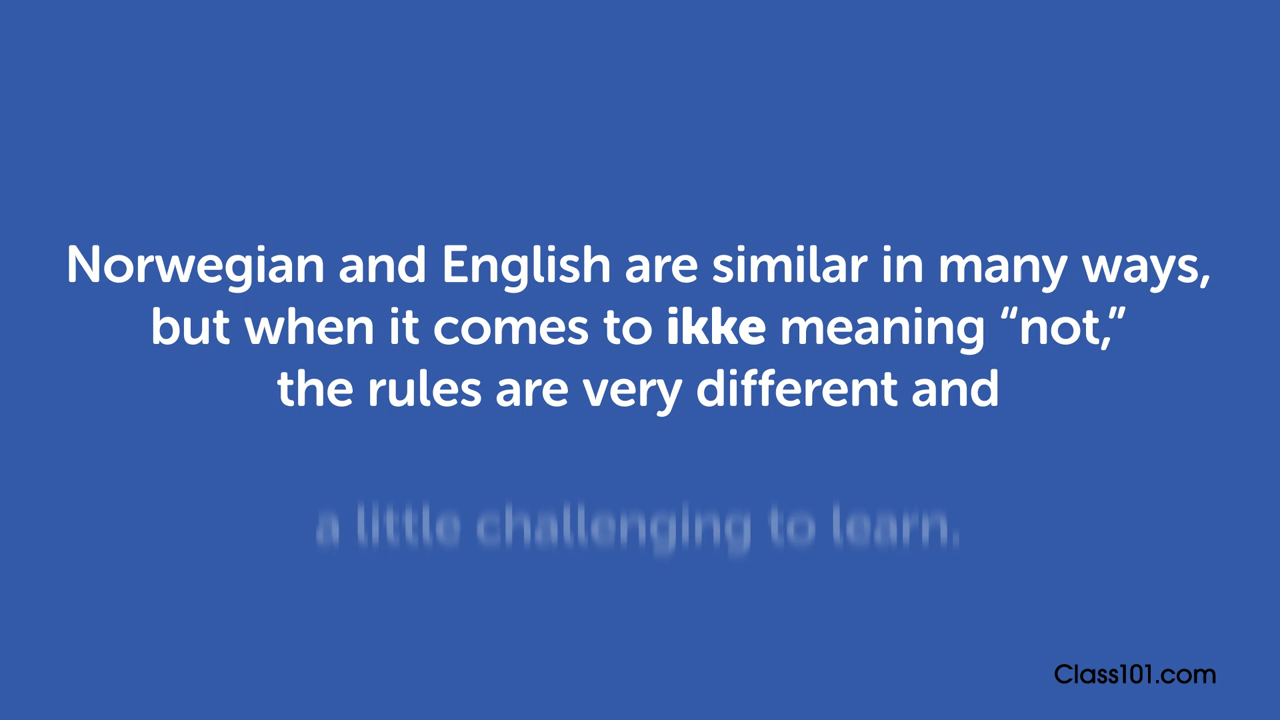 Norwegian and English are similar in many ways,
but when it comes to ikke meaning “not,”
the rules are very different and
a little challenging to learn.
Class101.com